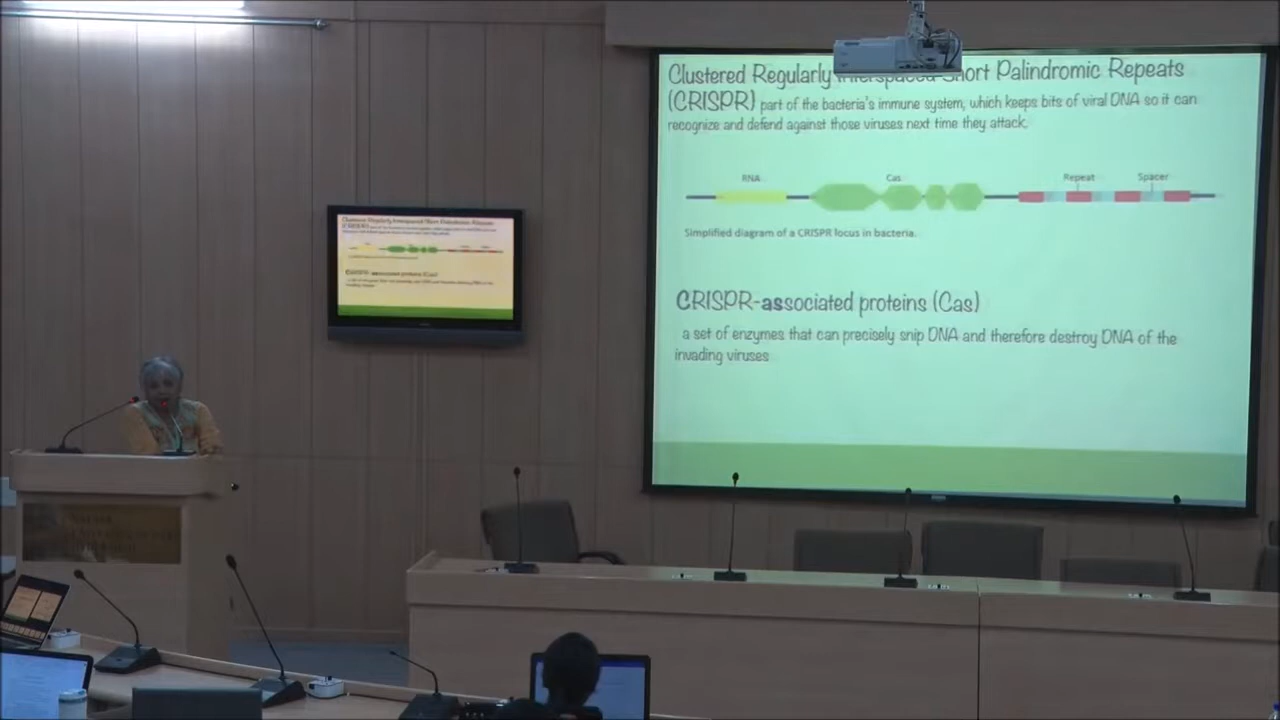 Clustered Regularly Interspaced Short Palindromic Repeats
(CRISPR) part of the bacteria's immune system, which keeps bits of viral DNA so it can
recognize and defend against those viruses next time they attack.
RNA Cas Repeat Spacer
Simplified diagram of a CRISPR locus in bacteria.
CRISPR-associated proteins (Cas)
a set of enzymes that can precisely snip DNA and therefore destroy DNA of the
invading viruses